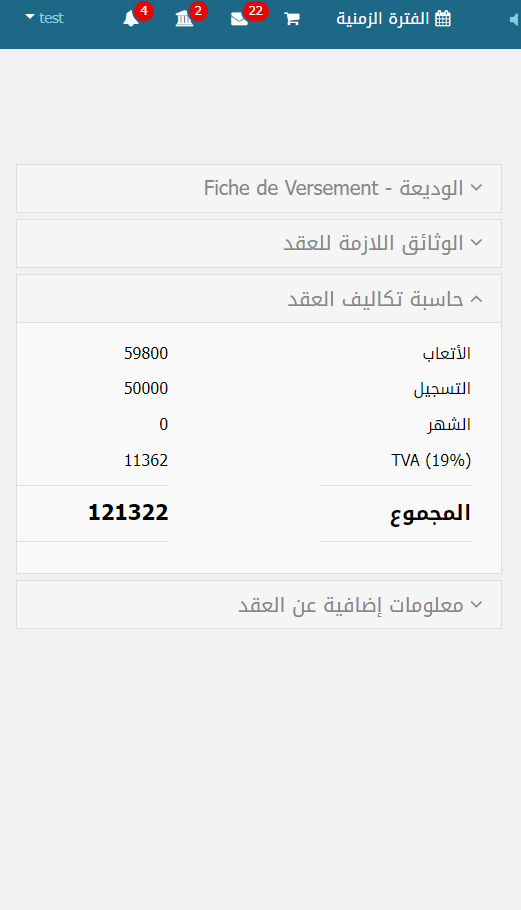 الفترة الزمنية
22
2
4
test
الوديعة - Fiche de Versement
الوثائق اللازمة للعقد
حاسبة تكاليف العقد
الأتعاب 59800
التسجيل 50000
الشهر 0
TVA (19%) 11362
المجموع 121322
معلومات إضافية عن العقد